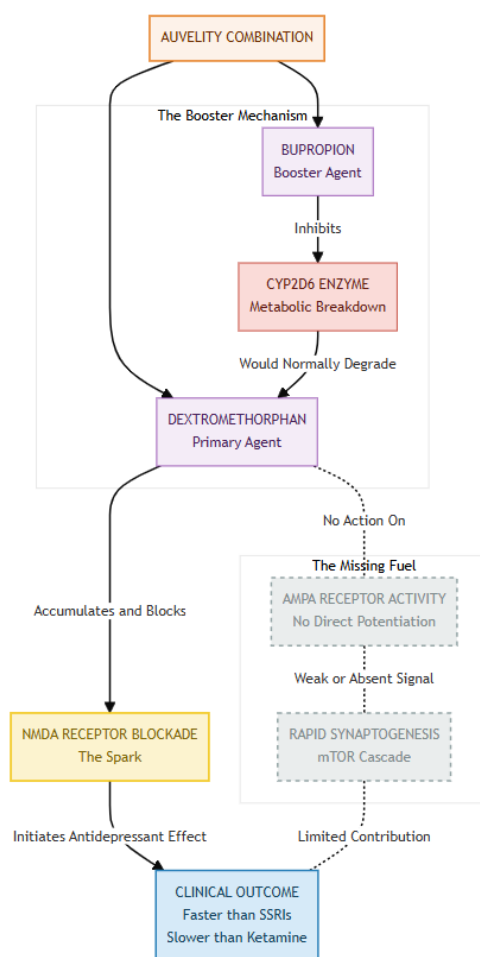 AUVELITY COMBINATION
The Booster Mechanism
BUPROPION
Booster Agent
Inhibits
CYP2D6 ENZYME
Metabolic Breakdown
Would Normally Degrade
DEXTROMETHORPHAN
Primary Agent
No Action On
The Missing Fuel
AMPA RECEPTOR ACTIVITY
No Direct Potentiation
Accumulates and Blocks
Weak or Absent Signal
NMDA RECEPTOR BLOCKADE
The Spark
RAPID SYNAPTOGENESIS
mTOR Cascade
Initiates Antidepressant Effect
Limited Contribution
CLINICAL OUTCOME
Faster than SSRIs
Slower than Ketamine